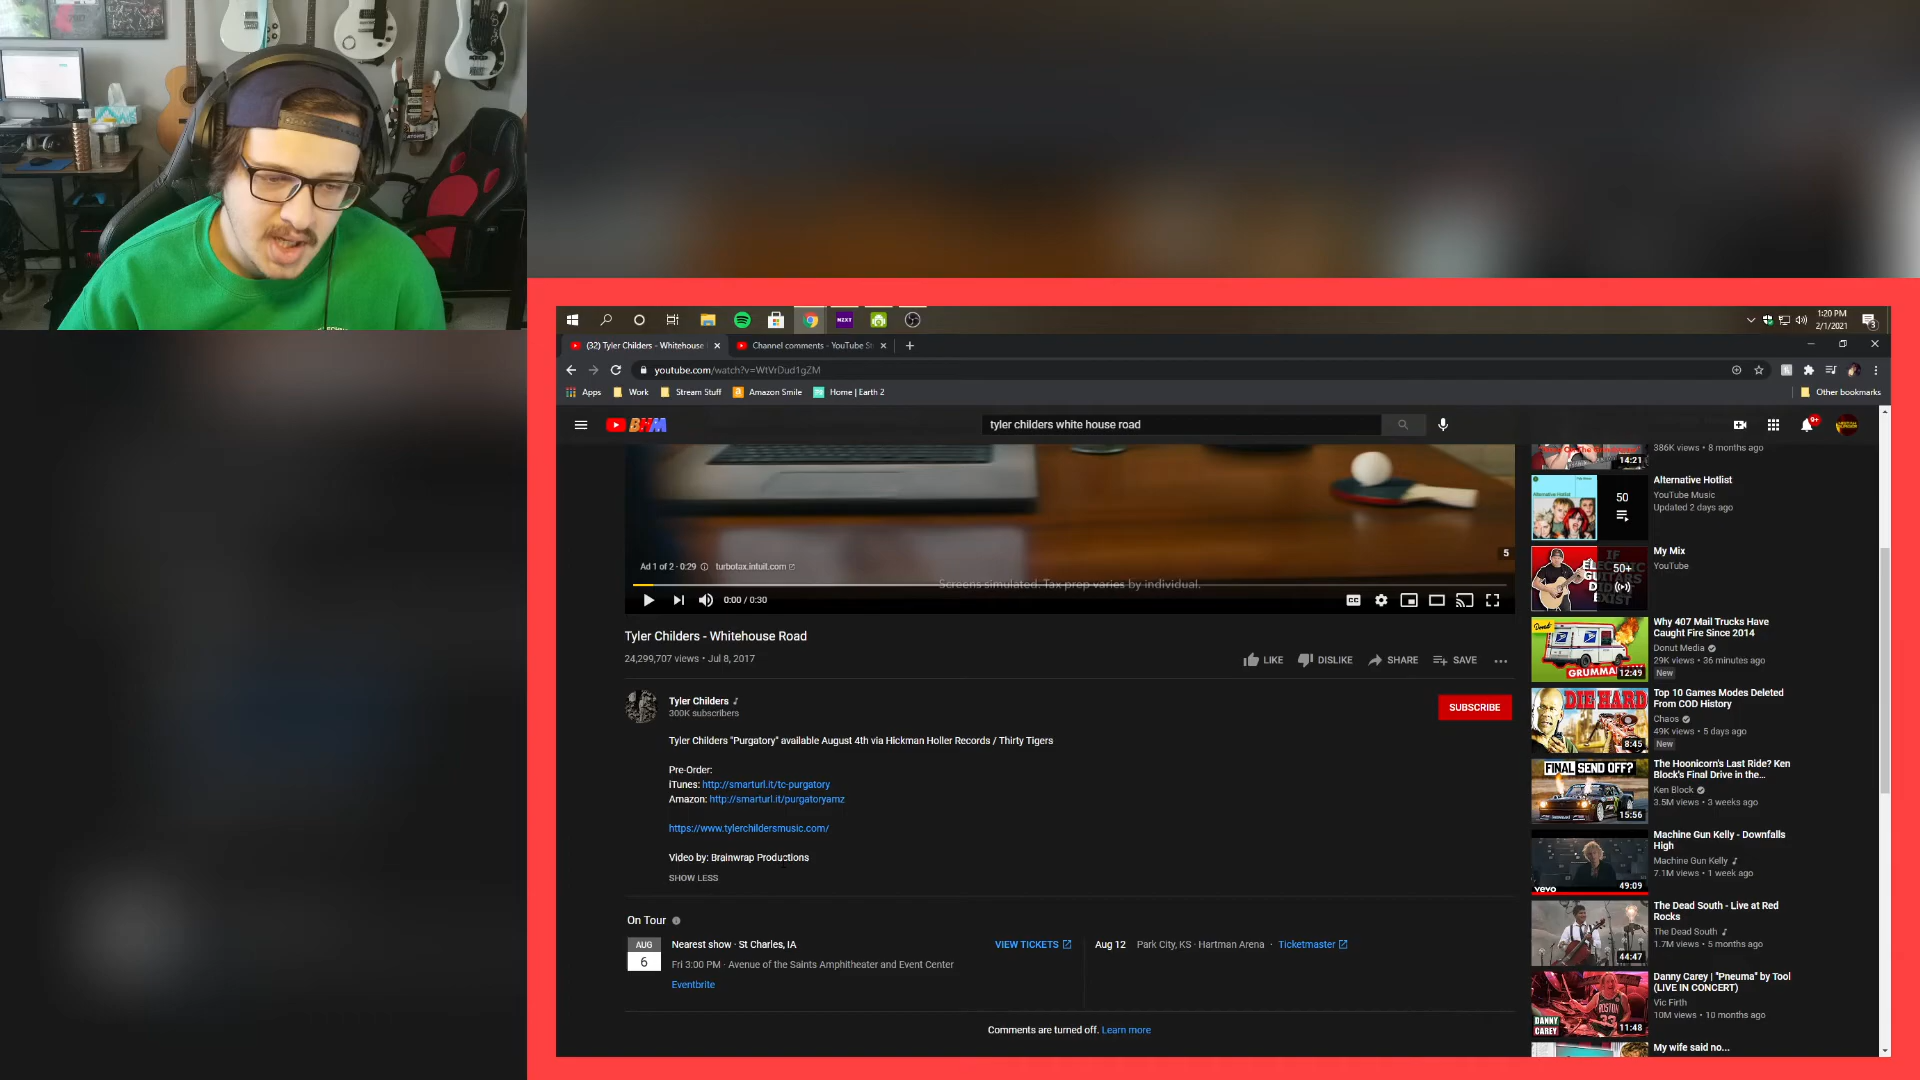 1:20 PM
2/1/2021
3
NZXT
(32) Tyler Childers - Whitehouse
Channel comments - YouTube St
youtube.com/watch?v=WtVrDud1gZM
Apps
Work
Stream Stuff
Amazon Smile
Home | Earth 2
Other bookmarks
BHM
tyler childers white house road
9+
Ad 1 of 2 · 0:29
turbotax.intuit.com
5
Screens simulated. Tax prep varies by individual.
0:00 / 0:30
CC
Tyler Childers - Whitehouse Road
24,299,707 views • Jul 8, 2017
LIKE
DISLIKE
SHARE
SAVE
Tyler Childers
300K subscribers
SUBSCRIBE
Tyler Childers "Purgatory" available August 4th via Hickman Holler Records / Thirty Tigers
Pre-Order:
iTunes: http://smarturl.it/tc-purgatory
Amazon: http://smarturl.it/purgatoryamz
https://www.tylerchildersmusic.com/
Video by: Brainwrap Productions
SHOW LESS
On Tour
AUG
6
Nearest show · St Charles, IA
Fri 3:00 PM · Avenue of the Saints Amphitheater and Event Center
Eventbrite
VIEW TICKETS
Aug 12
Park City, KS · Hartman Arena ·
Ticketmaster
Comments are turned off. Learn more
386K views • 8 months ago
14:21
50
Alternative Hotlist
YouTube Music
Updated 2 days ago
50+
My Mix
YouTube
Donut
GRUMMA
12:49
Why 407 Mail Trucks Have
Caught Fire Since 2014
Donut Media
29K views • 36 minutes ago
New
DIE HARD
8:45
Top 10 Games Modes Deleted
From COD History
Chaos
49K views • 5 days ago
New
FINAL SEND OFF?
15:56
The Hoonicorn's Last Ride? Ken
Block's Final Drive in the...
Ken Block
3.5M views • 3 weeks ago
vevo
49:09
Machine Gun Kelly - Downfalls
High
Machine Gun Kelly
7.1M views • 1 week ago
44:47
The Dead South - Live at Red
Rocks
The Dead South
1.7M views • 5 months ago
BOSTON
33
DANNY
CAREY
11:48
Danny Carey | "Pneuma" by Tool
(LIVE IN CONCERT)
Vic Firth
10M views • 10 months ago
My wife said no...